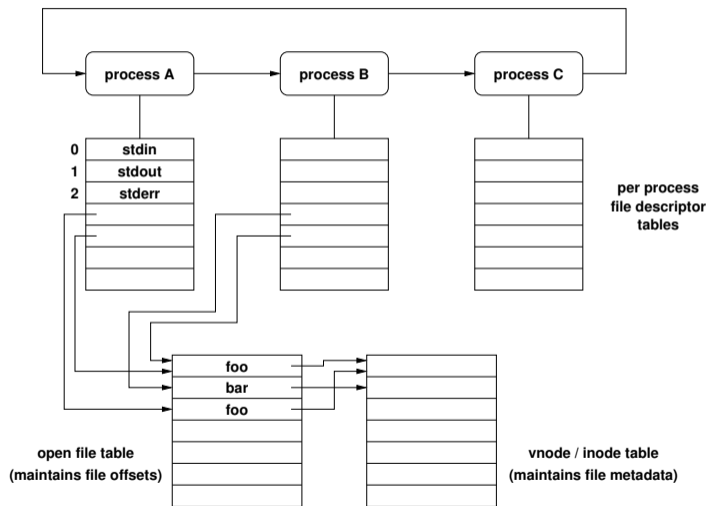 process A
process B
process C
0 stdin
1 stdout
2 stderr
per process
file descriptor
tables
foo
bar
foo
open file table
(maintains file offsets)
vnode / inode table
(maintains file metadata)